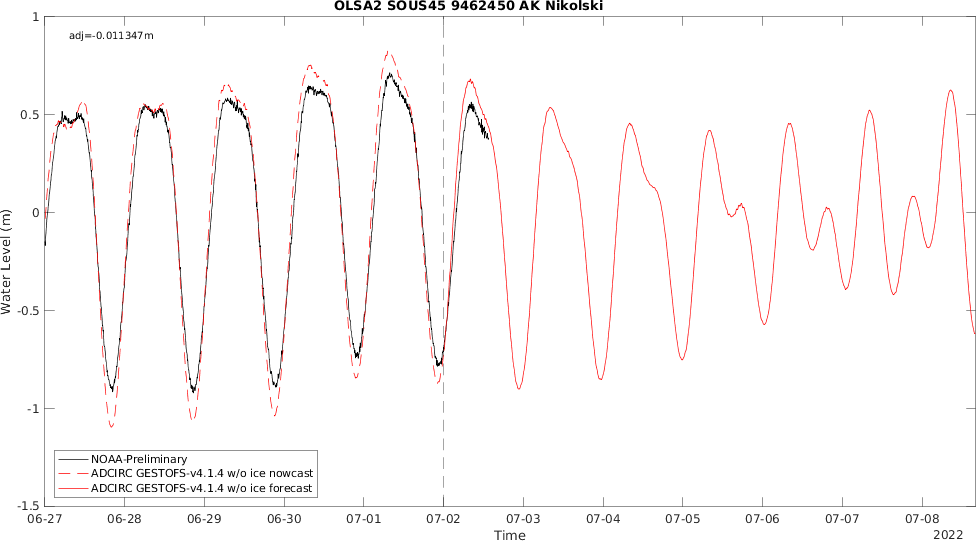 OLSA2 SOUS45 9462450 AK Nikolski
adj=-0.011347m
Water Level (m)
1
0.5
0
-0.5
-1
-1.5
NOAA-Preliminary
ADCIRC GESTOFS-v4.1.4 w/o ice nowcast
ADCIRC GESTOFS-v4.1.4 w/o ice forecast
06-27 06-28 06-29 06-30 07-01 07-02 07-03 07-04 07-05 07-06 07-07 07-08
Time
2022